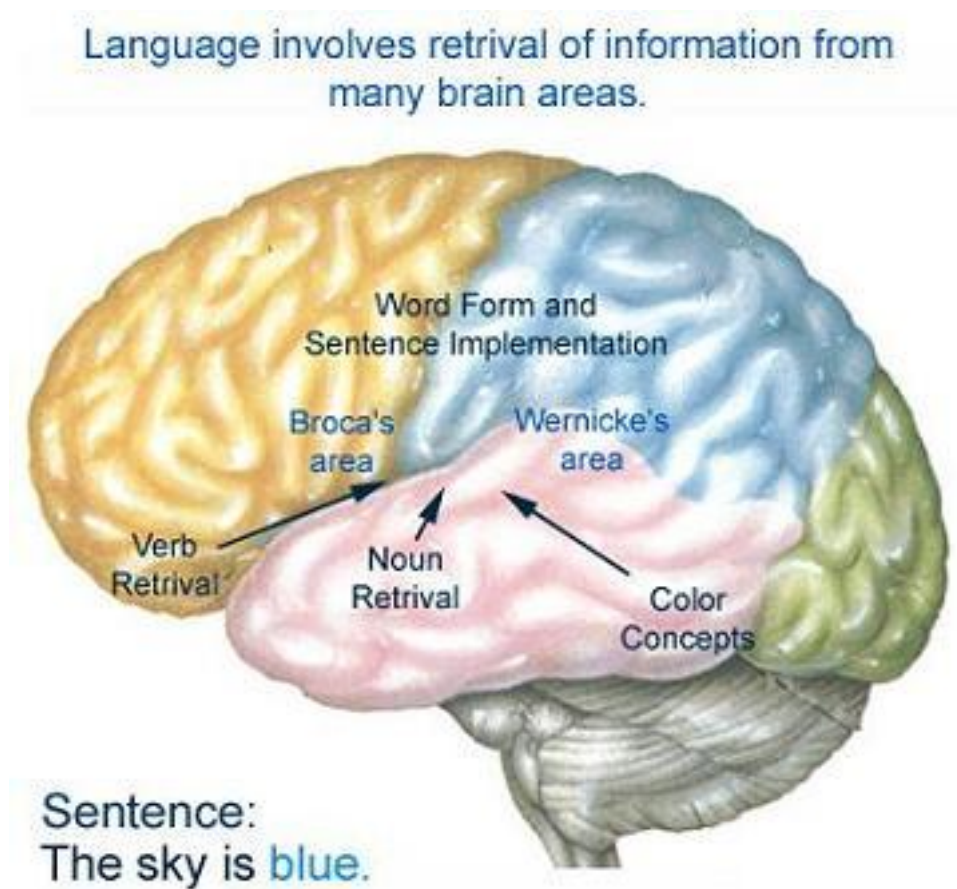 Language involves retrival of information from
many brain areas.
Word Form and
Sentence Implementation
Broca's
area
Wernicke's
area
Verb
Retrival
Noun
Retrival
Color
Concepts
Sentence:
The sky is blue.